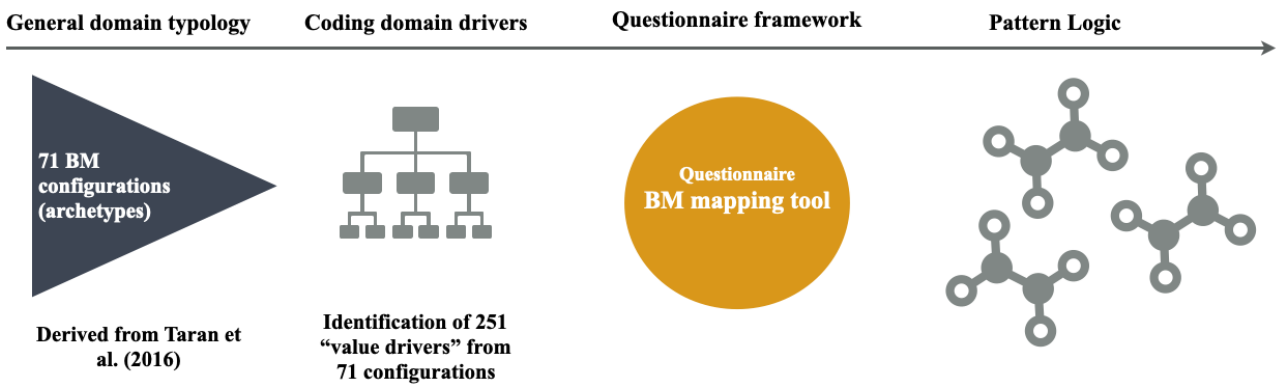 General domain typology
Coding domain drivers
Questionnaire framework
Pattern Logic
71 BM
configurations
(archetypes)
Questionnaire
BM mapping tool
Derived from Taran et
al. (2016)
Identification of 251
“value drivers” from
71 configurations